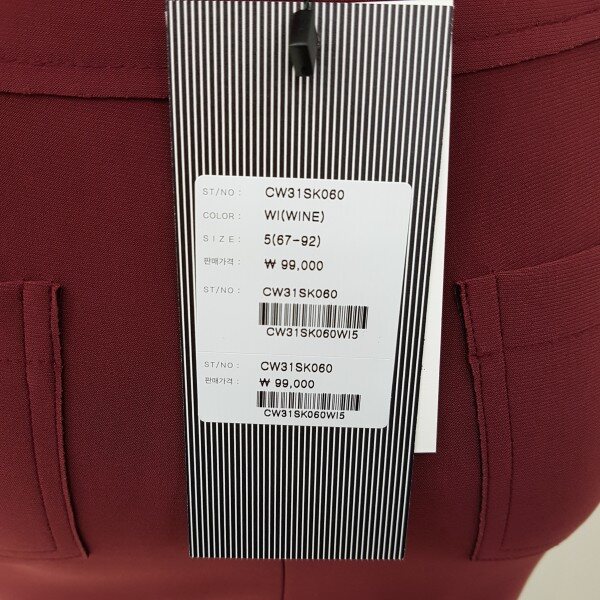 ST/NO : CW31SK060
COLOR : WI(WINE)
SIZE : 5(67-92)
판매가격 : ₩ 99,000
ST/NO : CW31SK060
CW31SK060WI5
ST/NO : CW31SK060
판매가격 : ₩ 99,000
CW31SK060WI5